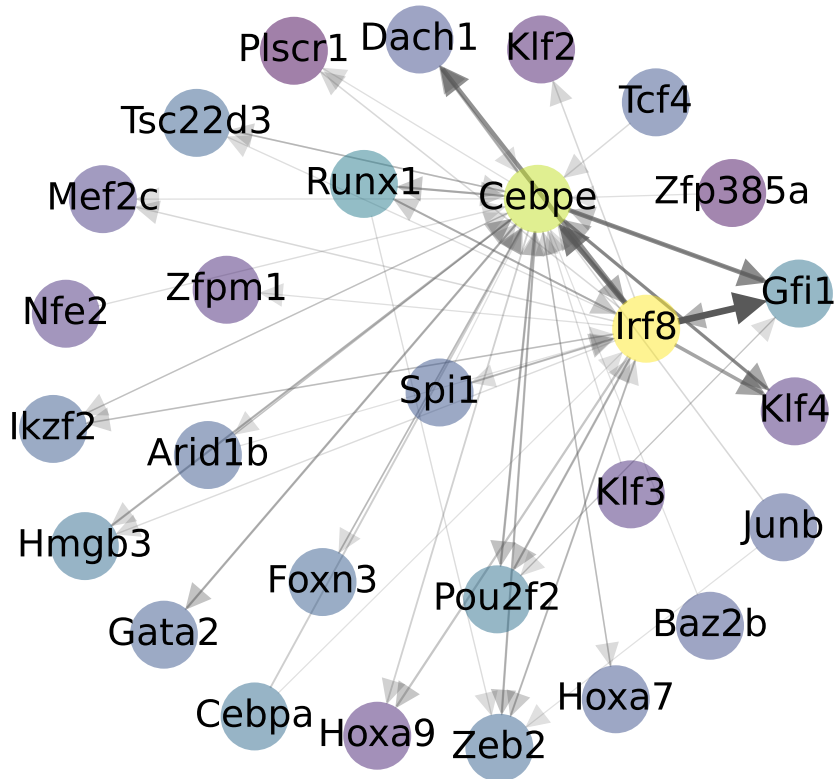 Plscr1
Dach1
Klf2
Tsc22d3
Tcf4
Mef2c
Runx1
Cebpe
Zfp385a
Nfe2
Zfpm1
Irf8
Gfi1
Ikzf2
Arid1b
Spi1
Klf4
Hmgb3
Foxn3
Klf3
Junb
Gata2
Pou2f2
Baz2b
Cebpa
Hoxa9
Zeb2
Hoxa7